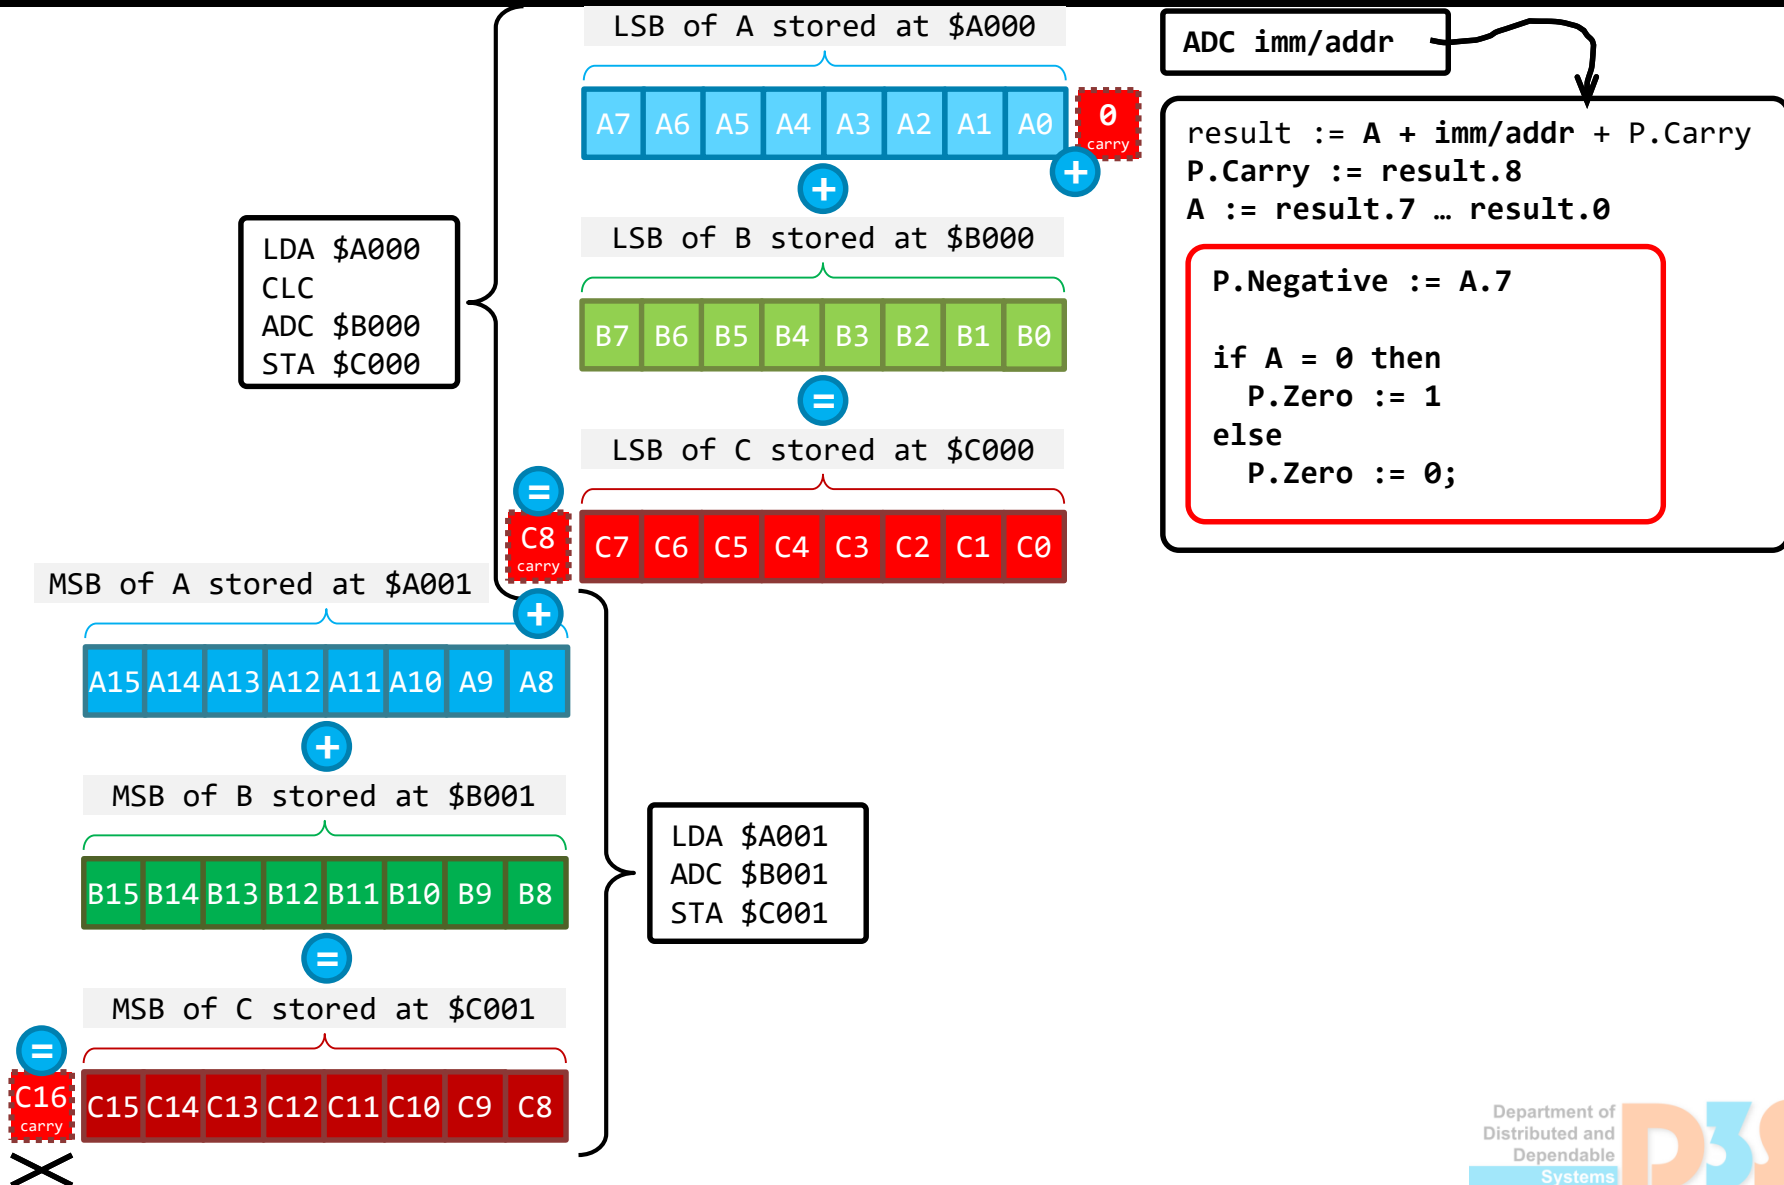 LSB of A stored at $A000
A7 A6 A5 A4 A3 A2 A1 A0 0
carry
+ +
LSB of B stored at $B000
B7 B6 B5 B4 B3 B2 B1 B0
=
LSB of C stored at $C000
=
C8 C7 C6 C5 C4 C3 C2 C1 C0
carry
LDA $A000
CLC
ADC $B000
STA $C000
MSB of A stored at $A001
+
A15 A14 A13 A12 A11 A10 A9 A8
+
MSB of B stored at $B001
B15 B14 B13 B12 B11 B10 B9 B8
=
MSB of C stored at $C001
=
C16 C15 C14 C13 C12 C11 C10 C9 C8
carry
LDA $A001
ADC $B001
STA $C001
ADC imm/addr
result := A + imm/addr + P.Carry
P.Carry := result.8
A := result.7 … result.0
P.Negative := A.7
if A = 0 then
P.Zero := 1
else
P.Zero := 0;
Department of
Distributed and
Dependable
Systems
D3S